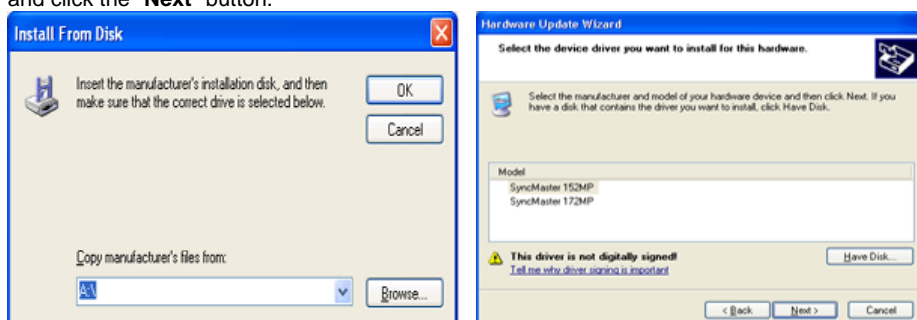 and click the "Next" button.
Install From Disk
Insert the manufacturer's installation disk, and then
make sure that the correct drive is selected below.
OK
Cancel
Copy manufacturer's files from:
A:\
Browse...
Hardware Update Wizard
Select the device driver you want to install for this hardware.
Select the manufacturer and model of your hardware device and then click Next. If you
have a disk that contains the driver you want to install, click Have Disk.
Model
SyncMaster 152MP
SyncMaster 172MP
This driver is not digitally signed!
Tell me why driver signing is important
Have Disk...
< Back
Next >
Cancel